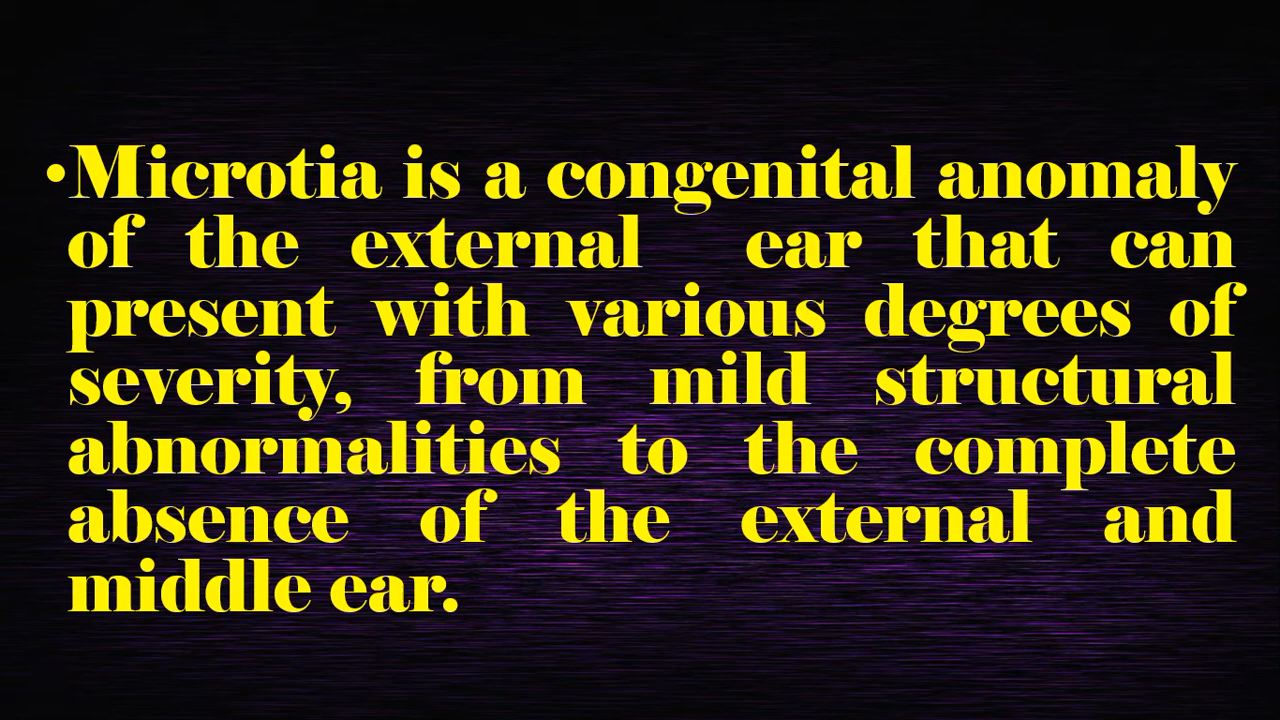 •Microtia is a congenital anomaly
of the external ear that can
present with various degrees of
severity, from mild structural
abnormalities to the complete
absence of the external and
middle ear.